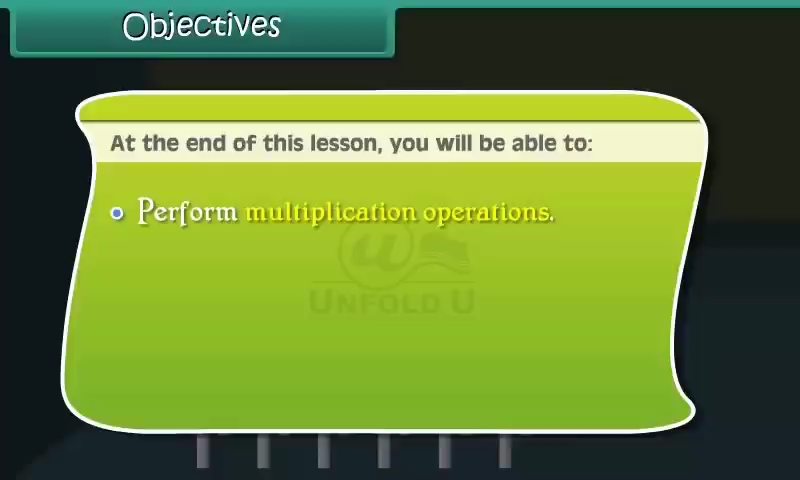 Objectives
At the end of this lesson, you will be able to:
Perform multiplication operations.
UNFOLD U